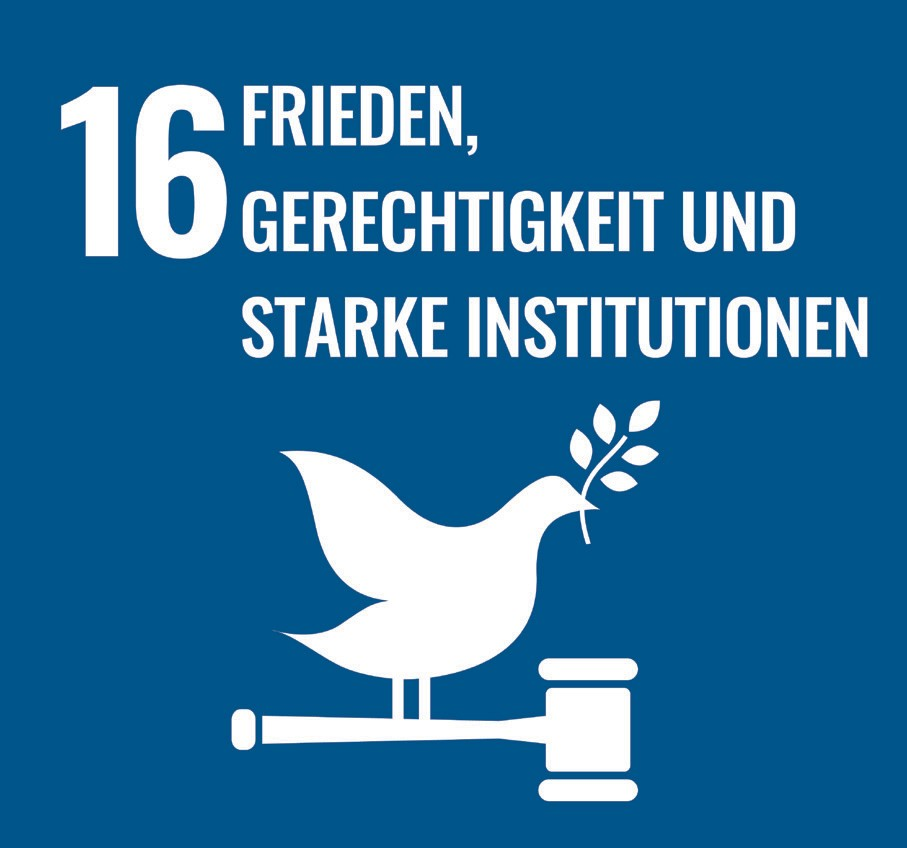 16 FRIEDEN,
GERECHTIGKEIT UND
STARKE INSTITUTIONEN